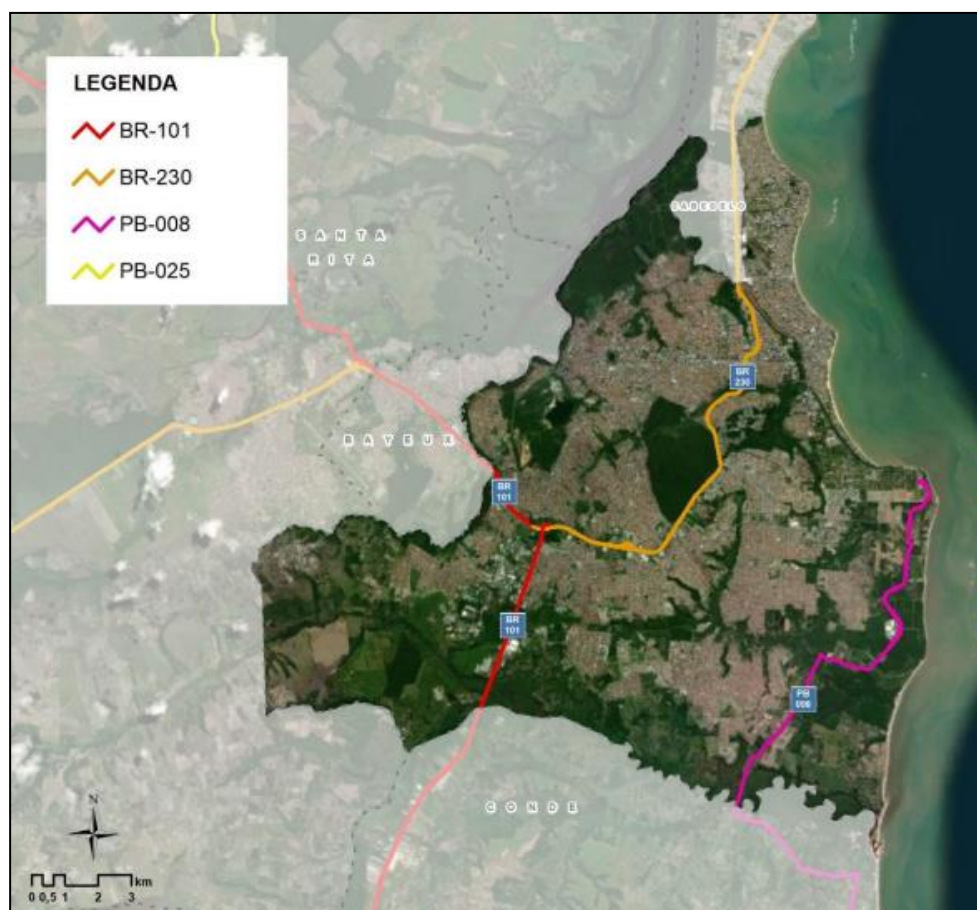 LEGENDA
BR-101
BR-230
PB-008
PB-025
CABEDELO
SANTA
RITA
BR
230
BAYEUX
BR
101
BR
101
PB
008
CONDE
N
km
0 0,5 1 2 3